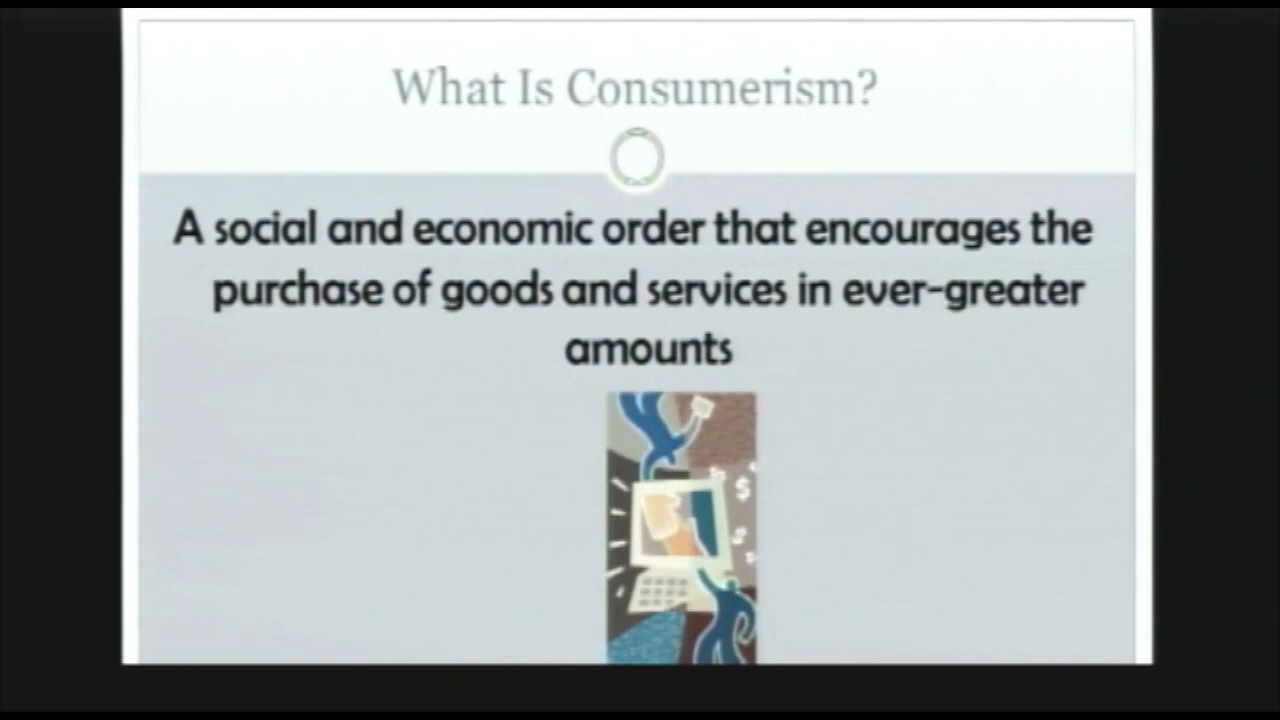 What Is Consumerism?
A social and economic order that encourages the
purchase of goods and services in ever-greater
amounts
$